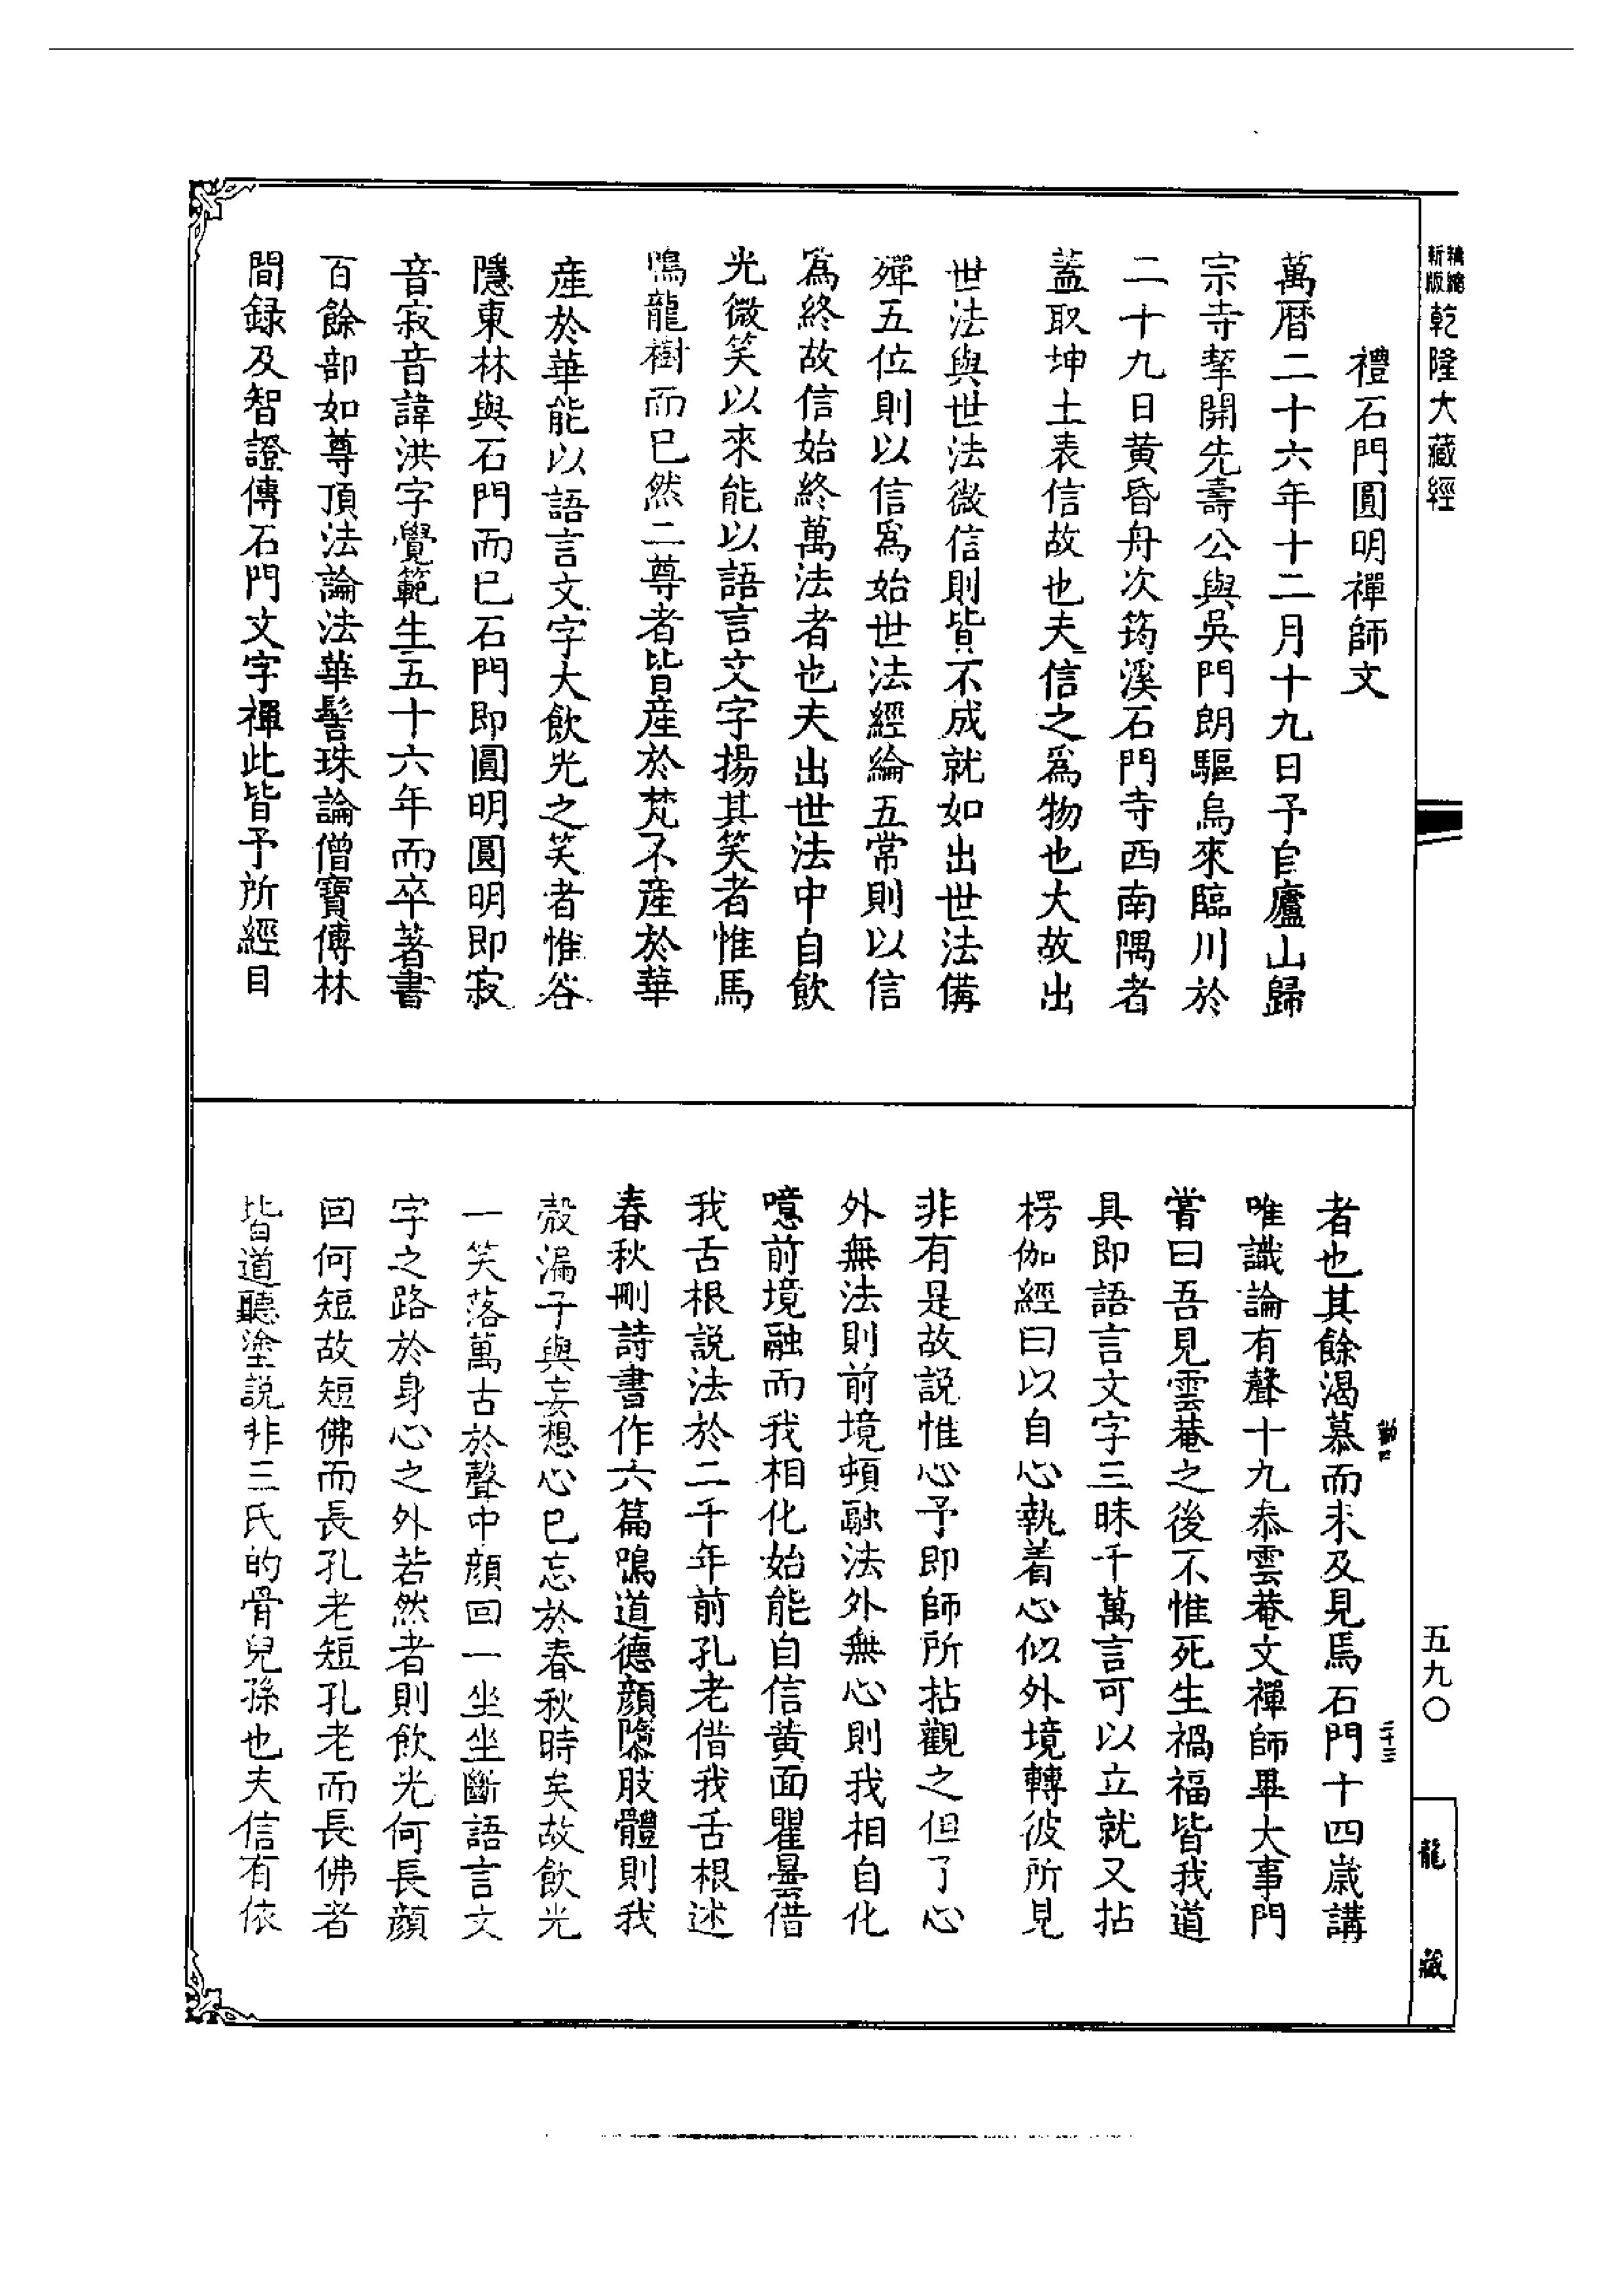 新版精縮
乾隆大藏經
五九〇
龍藏
禮石門圓明禪師文
萬曆二十六年十二月十九日予自廬山歸
宗寺挈開先壽公與吳門朗驅烏來臨川於
二十九日黃昏舟次筠溪石門寺西南隅者
蓋取坤土表信故也夫信之爲物也大故出
世法與世法微信則皆不成就如出世法備
殫五位則以信爲始世法經綸五常則以信
爲終故信始終萬法者也夫出世法中自飲
光微笑以來能以語言文字揚其笑者惟馬
鳴龍樹而已然二尊者皆産於梵不産於華
産於華能以語言文字大飲光之笑者惟谷
隱東林與石門而已石門即圓明圓明即寂
音寂音諱洪字覺範生五十六年而卒著書
百餘部如尊頂法論法華髻珠論僧寶傳林
間録及智證傳石門文字禪此皆予所經目
者也其餘渴慕而未及見焉石門十四歲講
唯識論有聲十九叅雲菴文禪師畢大事門
嘗曰吾見雲菴之後不惟死生禍福皆我道
具即語言文字三昧千萬言可以立就又拈
楞伽經曰以自心執着心似外境轉彼所見
非有是故説惟心予即師所拈觀之但了心
外無法則前境頓融法外無心則我相自化
噫前境融而我相化始能自信黃面瞿曇借
我舌根説法於二千年前孔老借我舌根述
春秋刪詩書作六篇鳴道德顔隳肢體則我
殻漏子與妄想心已忘於春秋時矣故飲光
一笑落萬古於聲中顔回一坐坐斷語言文
字之路於身心之外若然者則飲光何長顔
回何短故短佛而長孔老短孔老而長佛者
皆道聽塗説非三氏的骨兒孫也夫信有依